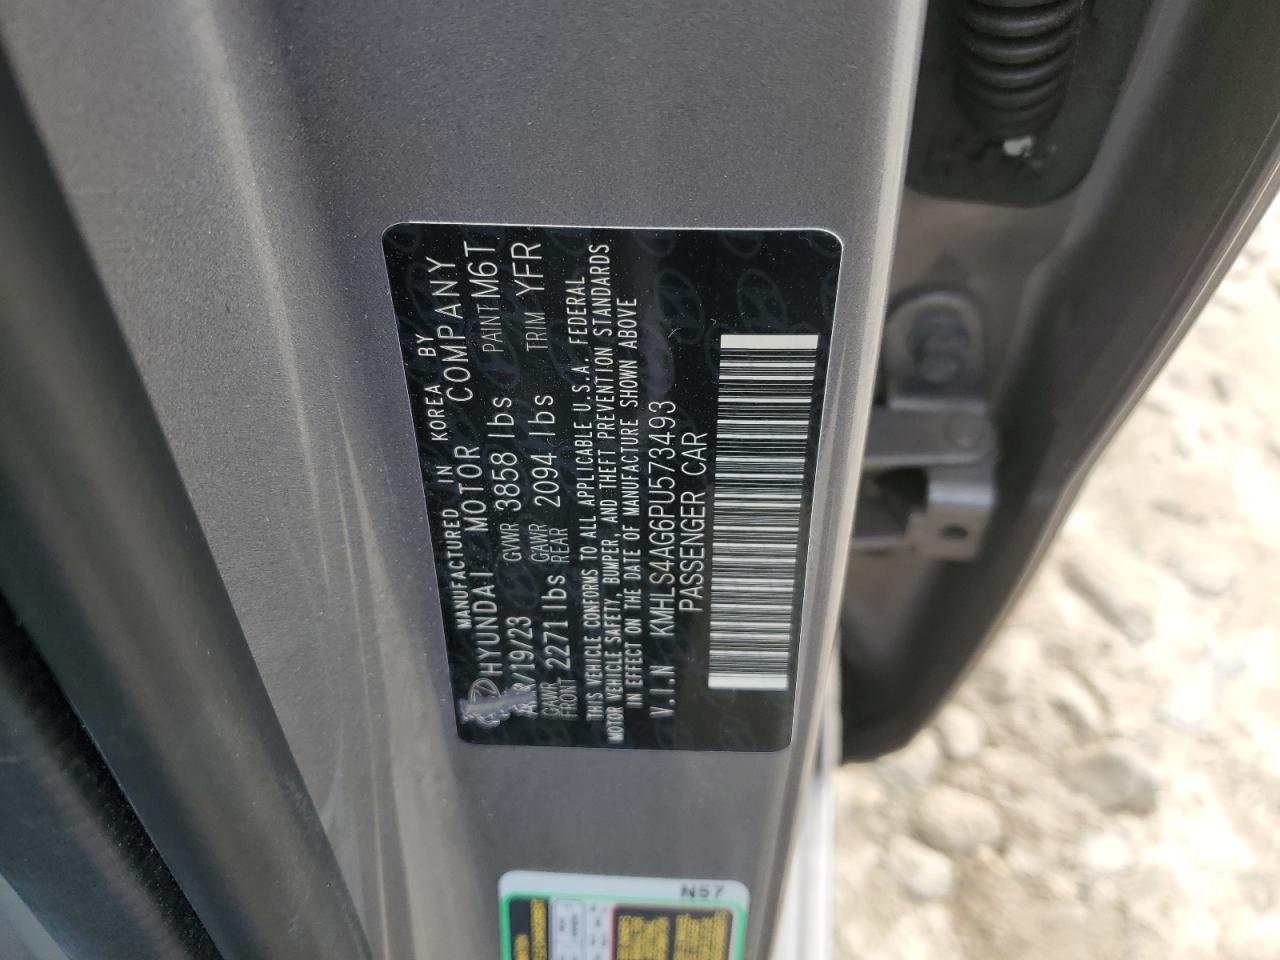 MANUFACTURED IN KOREA BY
HYUNDAI MOTOR COMPANY
/19/23 GVWR 3858 lbs PAINT M6T
GAWR FRONT 2271 lbs GAWR REAR 2094 lbs TRIM YFR
THIS VEHICLE CONFORMS TO ALL APPLICABLE U.S.A. FEDERAL
MOTOR VEHICLE SAFETY, BUMPER, AND THEFT PREVENTION STANDARDS
IN EFFECT ON THE DATE OF MANUFACTURE SHOWN ABOVE
V.I.N KMHLS4AG6PU573493
PASSENGER CAR
N57